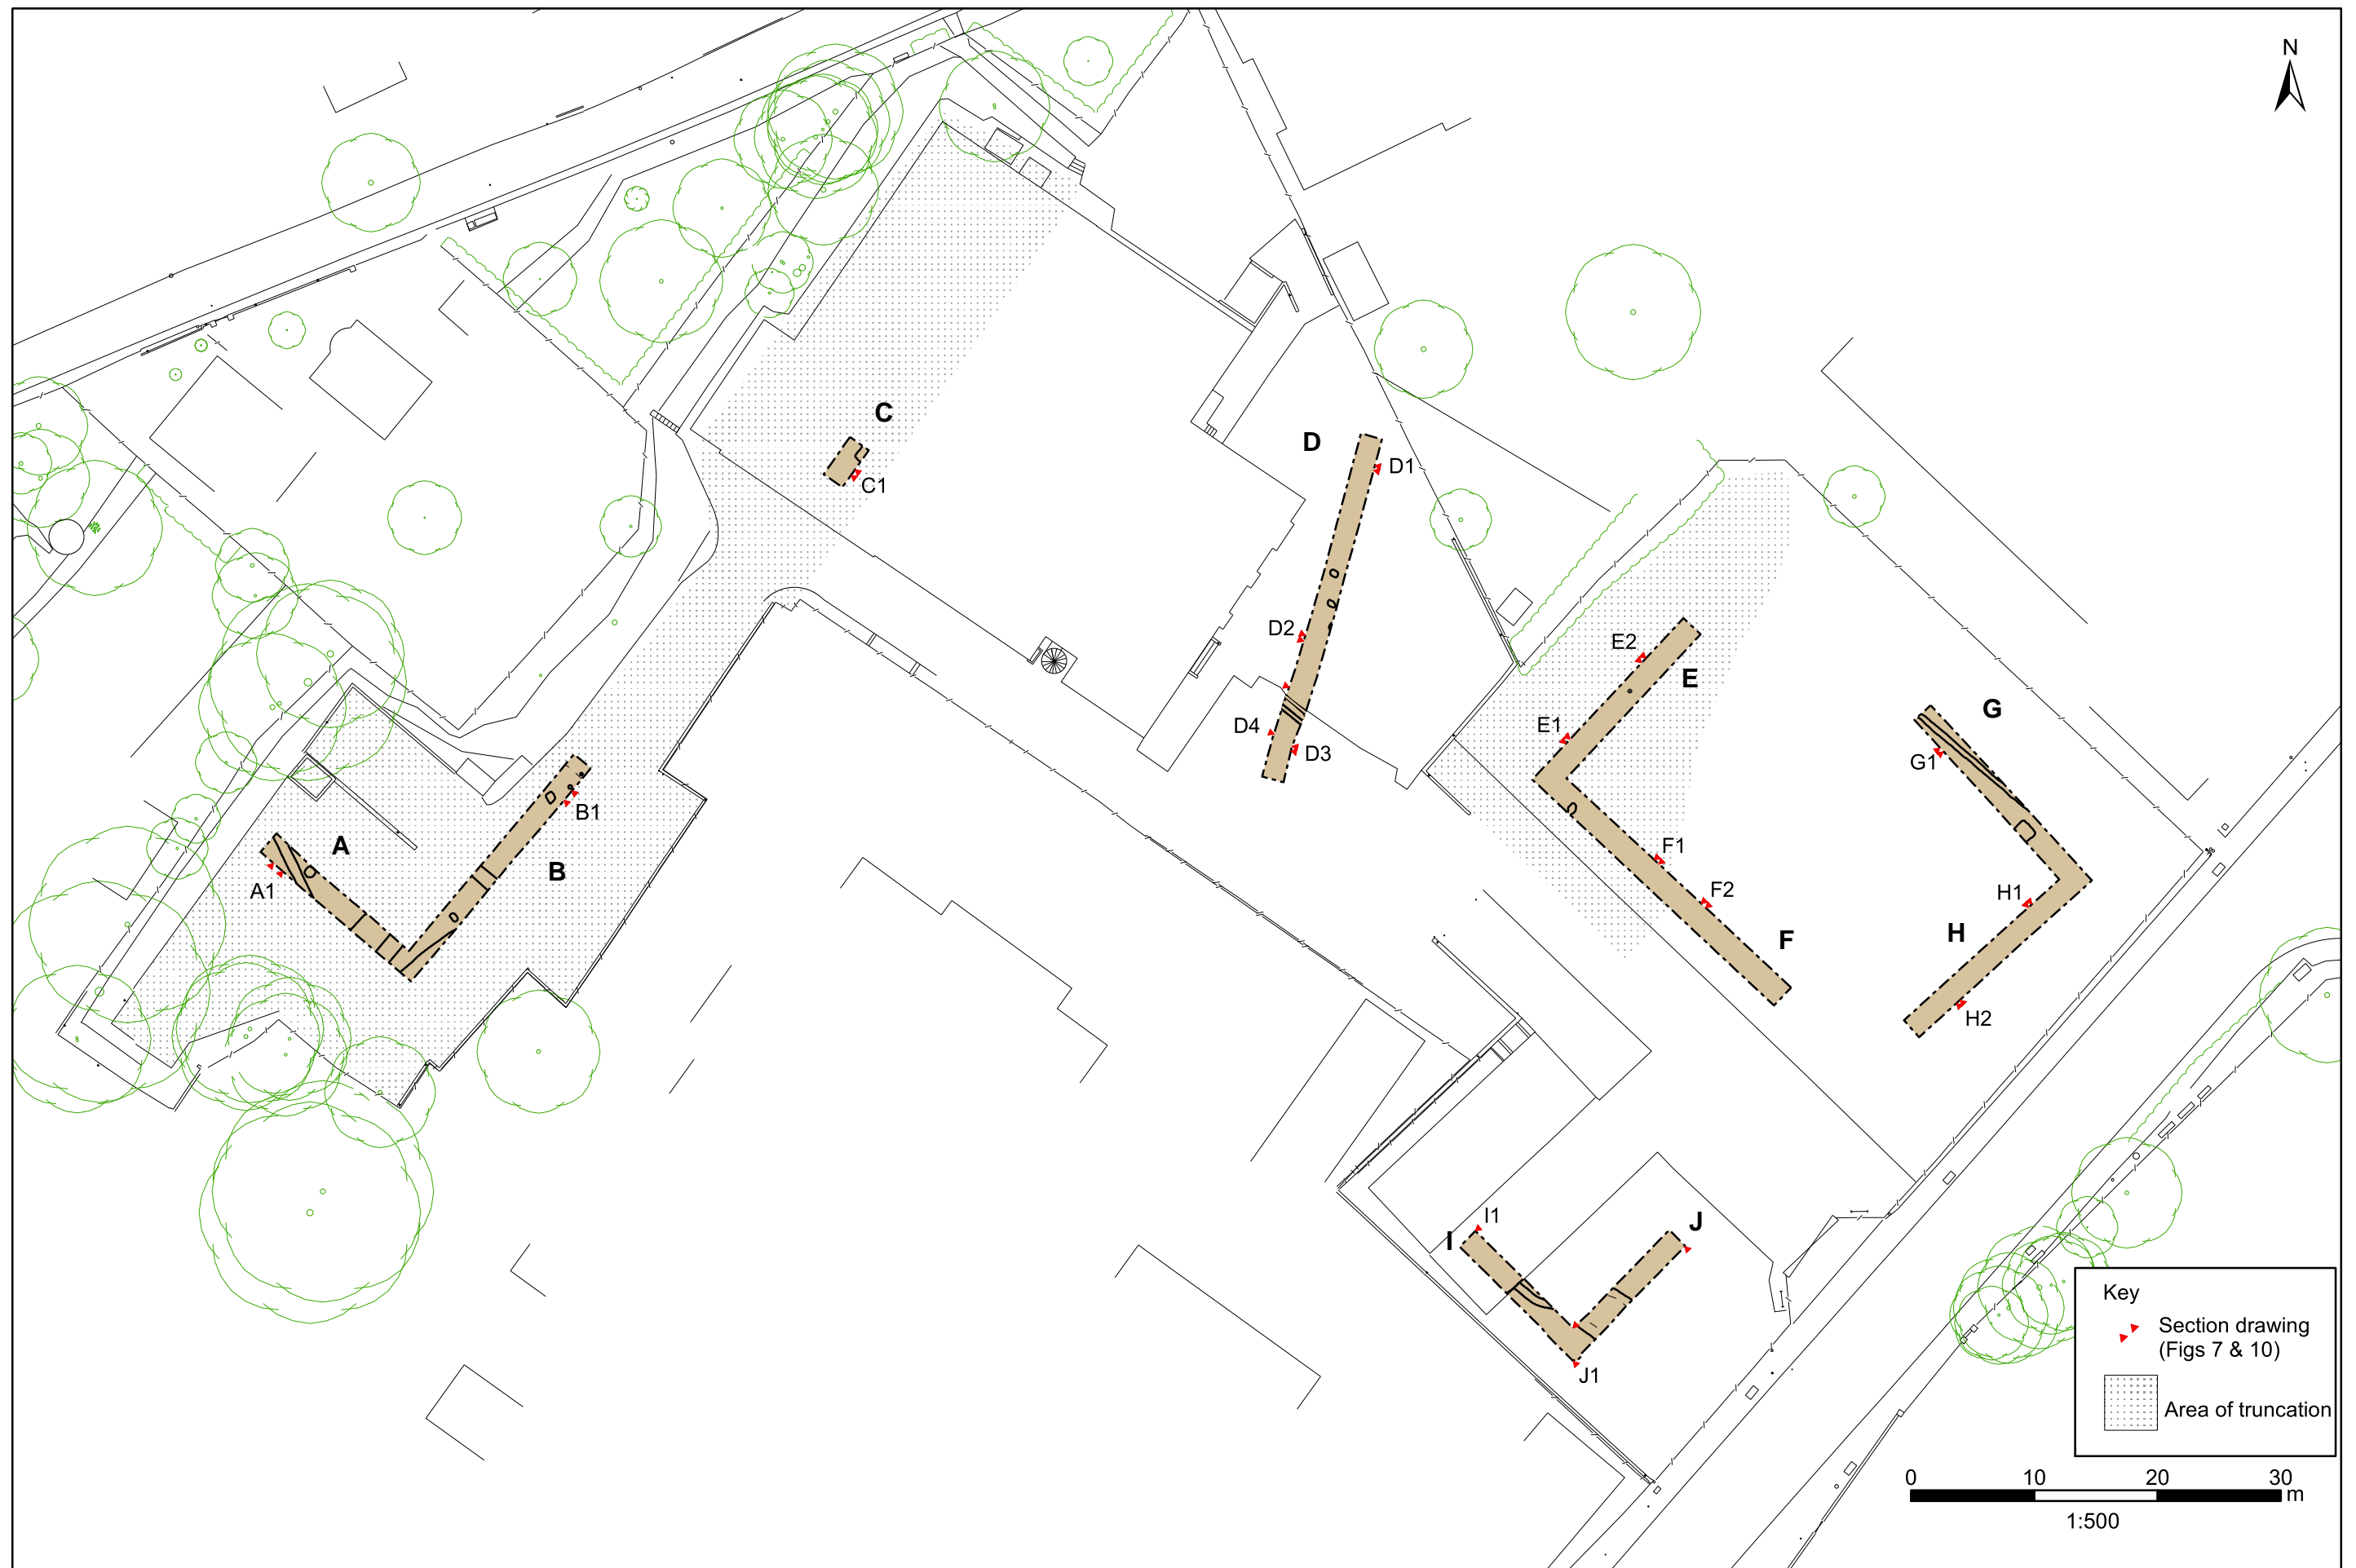 N
C
C1
D
D1
D2
E2
E
E1
G
D4
D3
G1
B1
A
F1
B
A1
F2
H1
H
F
H2
I1
J
I
Key
Section drawing
(Figs 7 & 10)
J1
Area of truncation
0 10 20 30
m
1:500